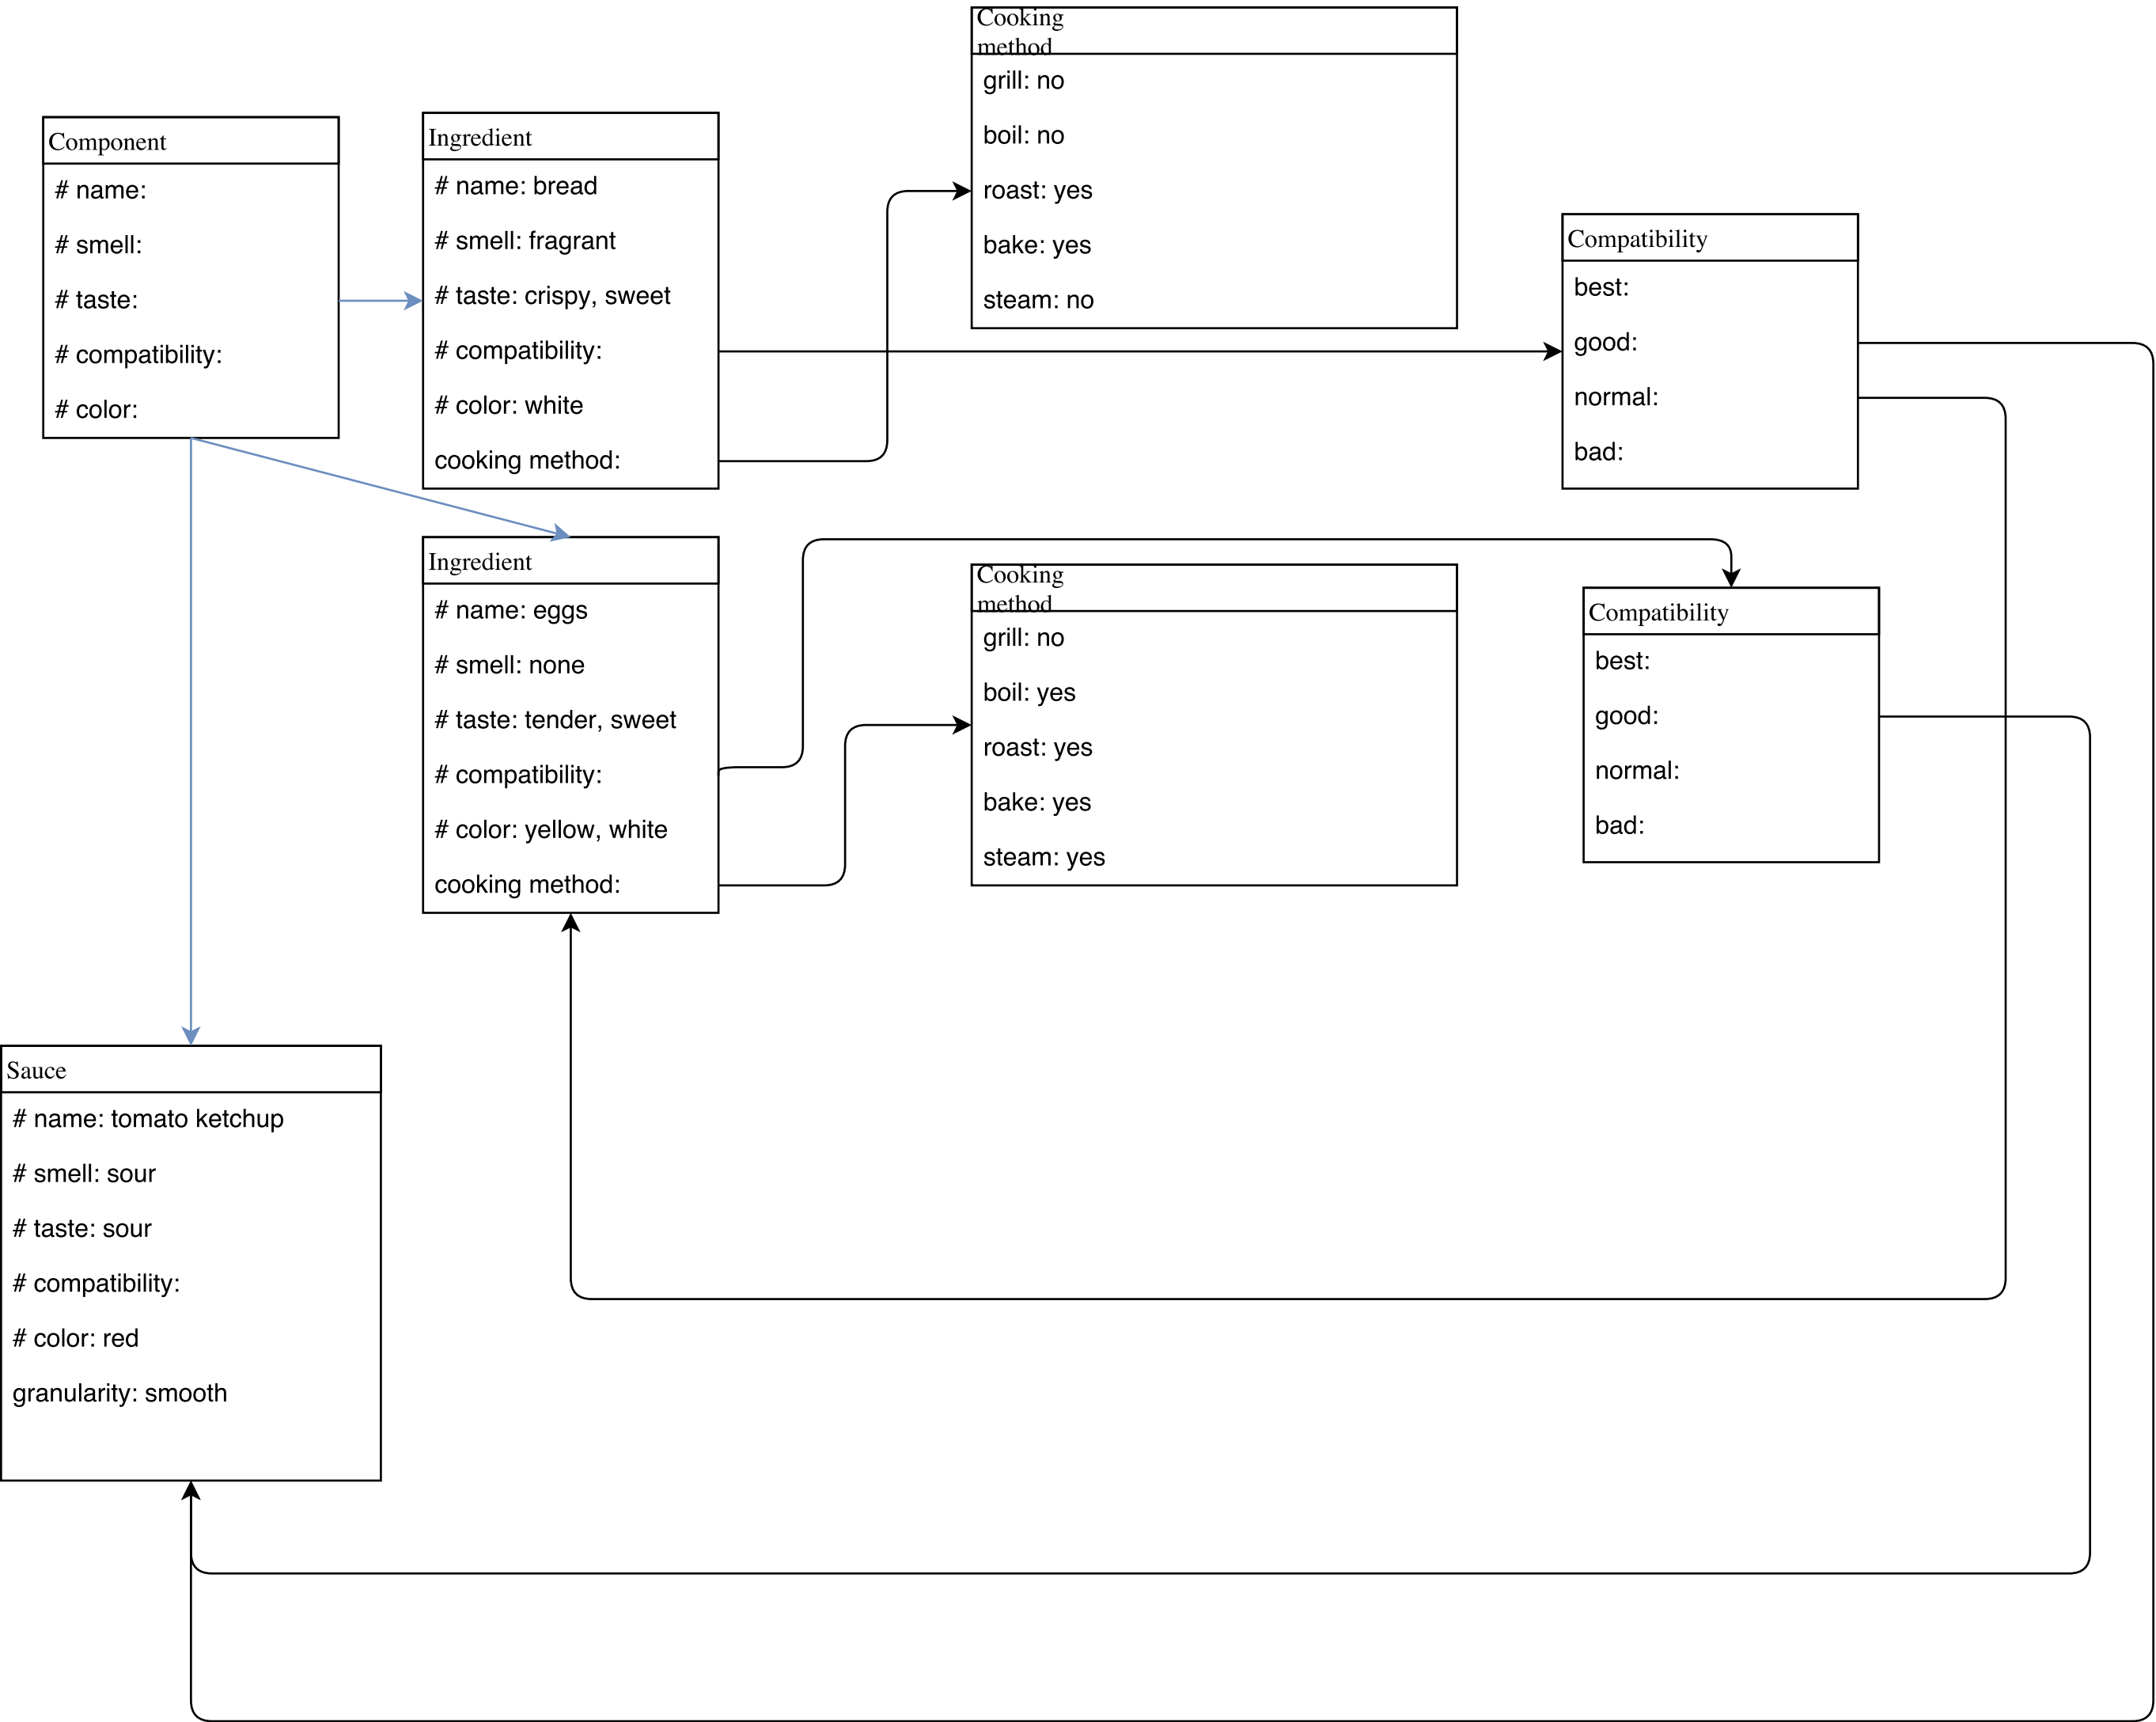 Component
# name:
# smell:
# taste:
# compatibility:
# color:
Ingredient
# name: bread
# smell: fragrant
# taste: crispy, sweet
# compatibility:
# color: white
cooking method:
Cooking
method
grill: no
boil: no
roast: yes
bake: yes
steam: no
Compatibility
best:
good:
normal:
bad:
Ingredient
# name: eggs
# smell: none
# taste: tender, sweet
# compatibility:
# color: yellow, white
cooking method:
Cooking
method
grill: no
boil: yes
roast: yes
bake: yes
steam: yes
Compatibility
best:
good:
normal:
bad:
Sauce
# name: tomato ketchup
# smell: sour
# taste: sour
# compatibility:
# color: red
granularity: smooth